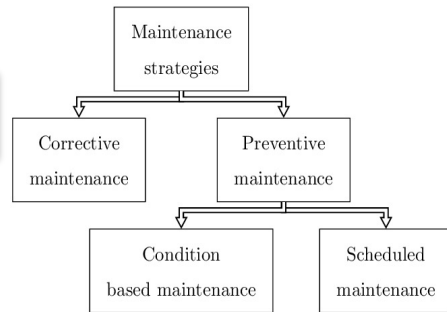 Maintenance
strategies
Corrective
maintenance
Preventive
maintenance
Condition
based maintenance
Scheduled
maintenance